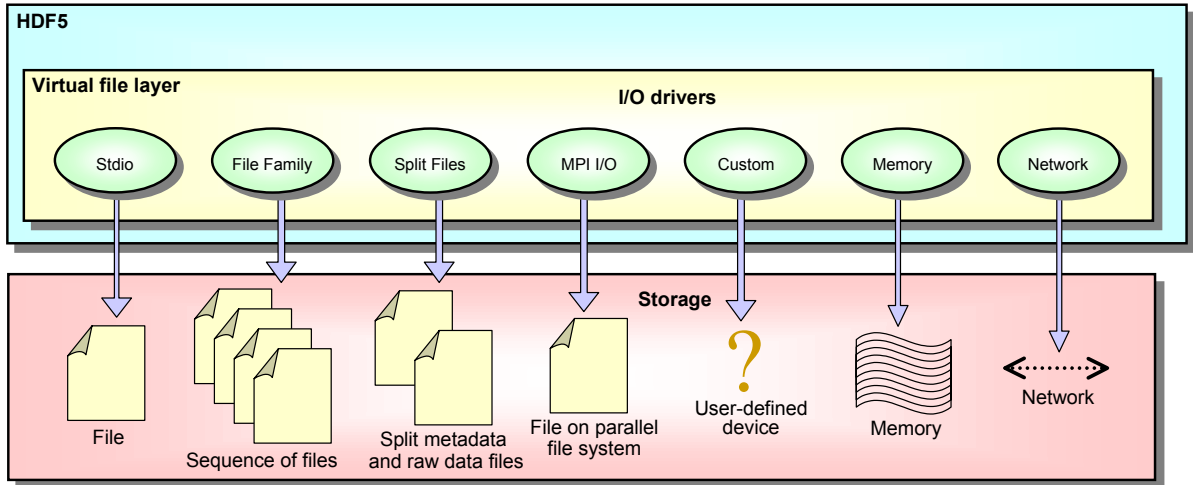 HDF5
Virtual file layer
I/O drivers
Stdio
File Family
Split Files
MPI I/O
Custom
Memory
Network
Storage
File
Sequence of files
Split metadata
and raw data files
File on parallel
file system
?
User-defined
device
Memory
Network